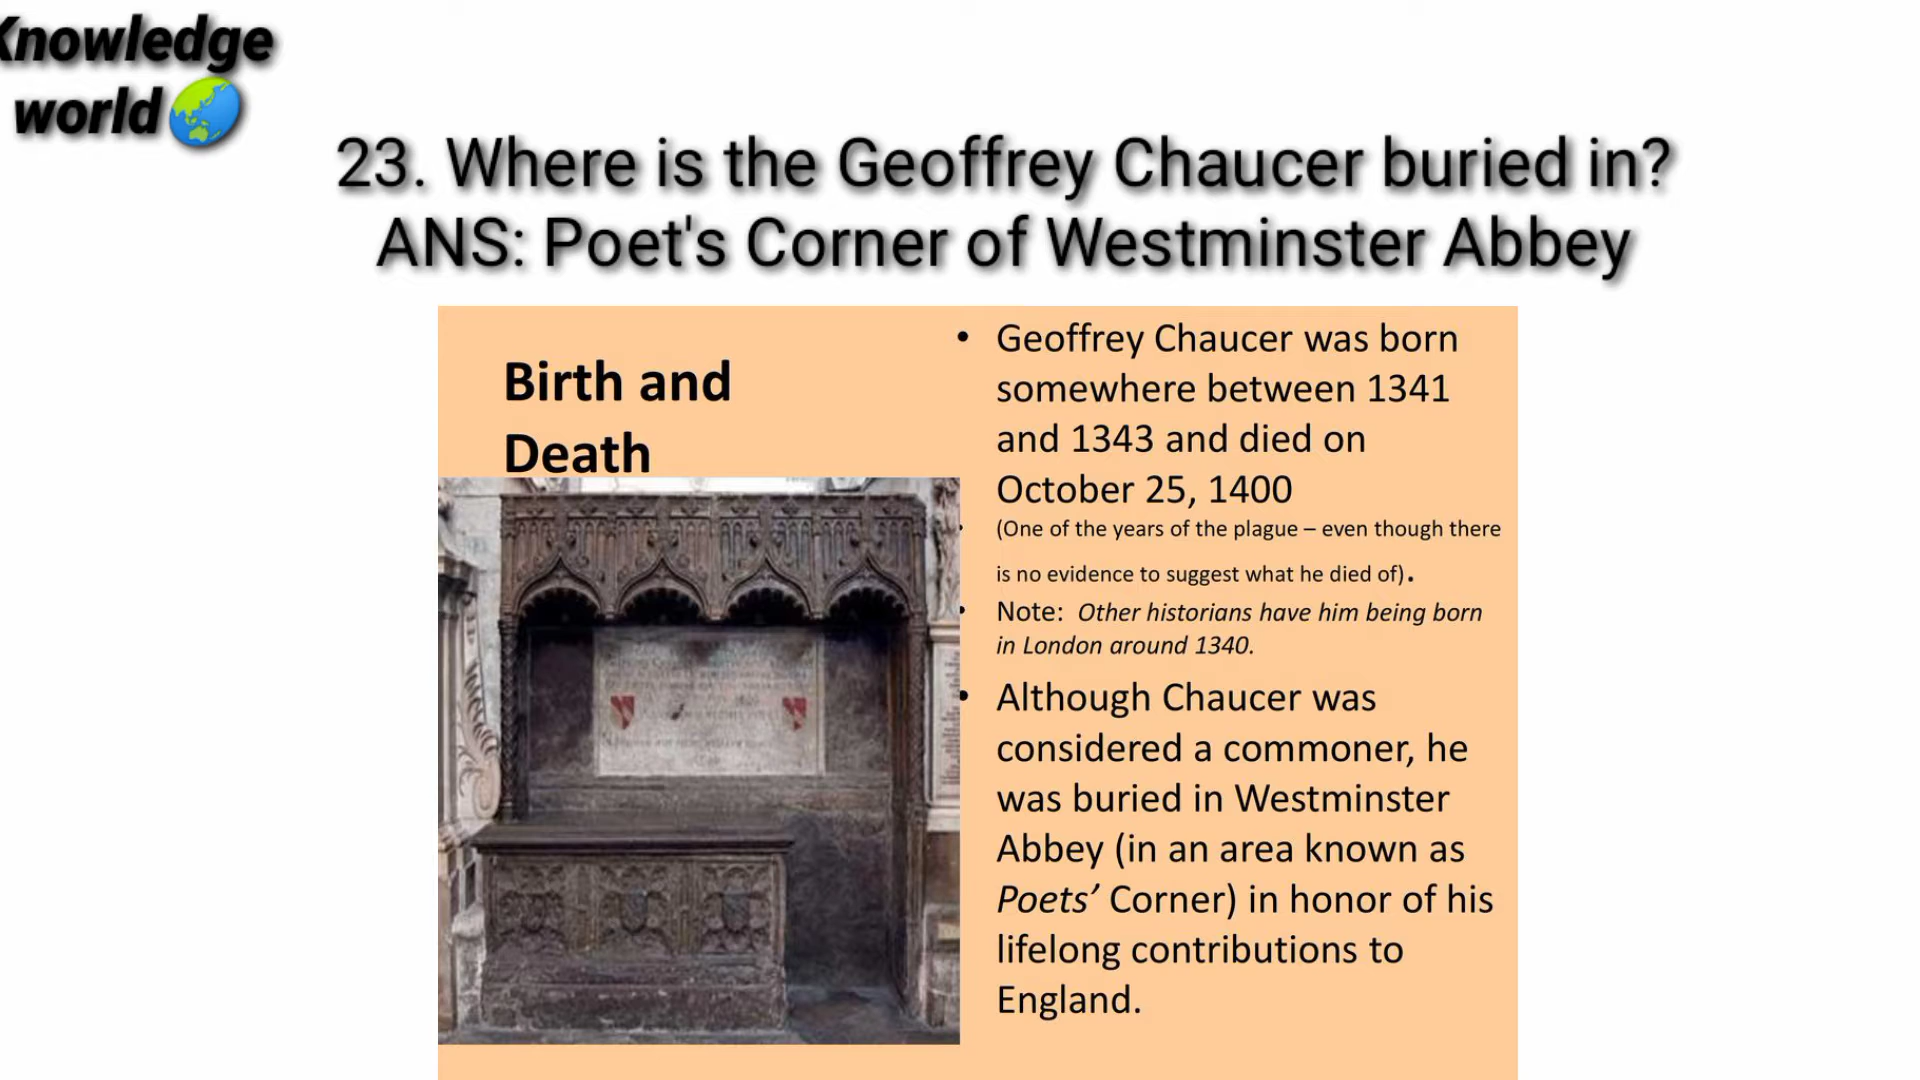 Knowledge
world
23. Where is the Geoffrey Chaucer buried in?
ANS: Poet's Corner of Westminster Abbey
Birth and
Death
• Geoffrey Chaucer was born
somewhere between 1341
and 1343 and died on
October 25, 1400
• (One of the years of the plague – even though there
is no evidence to suggest what he died of).
• Note: Other historians have him being born
in London around 1340.
• Although Chaucer was
considered a commoner, he
was buried in Westminster
Abbey (in an area known as
Poets’ Corner) in honor of his
lifelong contributions to
England.